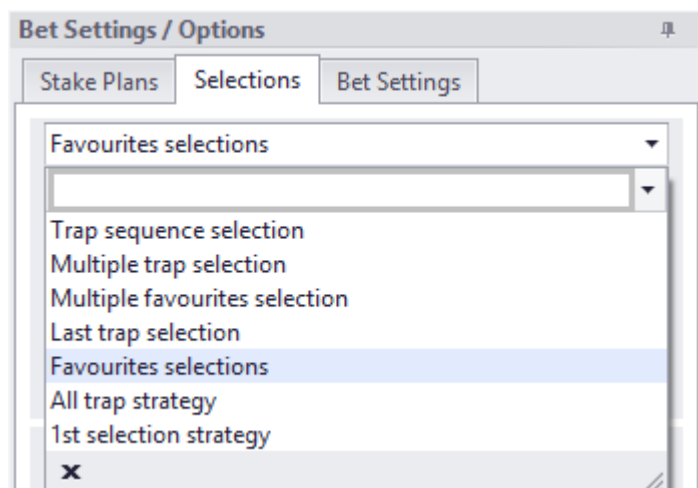 Bet Settings / Options
Stake Plans Selections Bet Settings
Favourites selections
Trap sequence selection
Multiple trap selection
Multiple favourites selection
Last trap selection
Favourites selections
All trap strategy
1st selection strategy